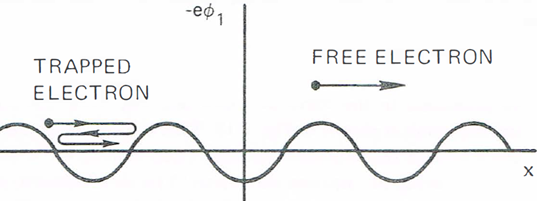 -eϕ₁
FREE ELECTRON
TRAPPED
ELECTRON
x